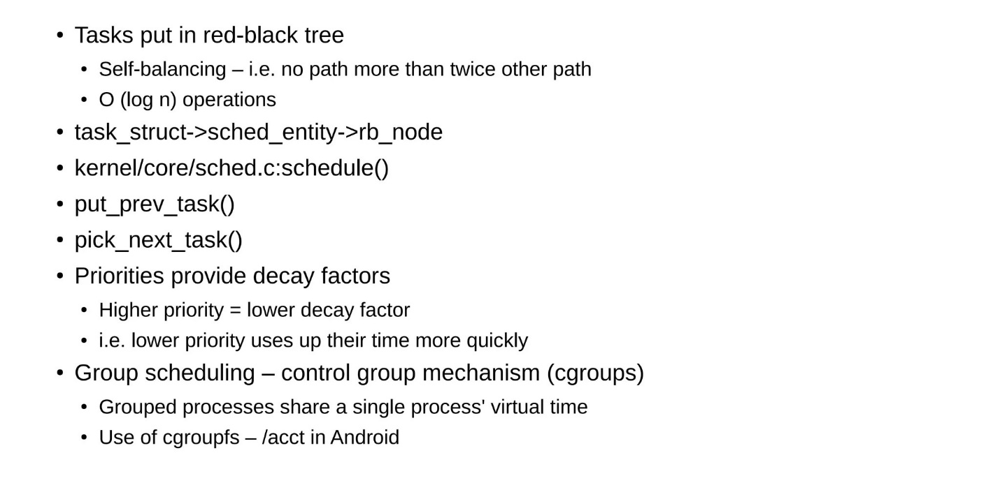 • Tasks put in red-black tree
• Self-balancing – i.e. no path more than twice other path
• O (log n) operations
• task_struct->sched_entity->rb_node
• kernel/core/sched.c:schedule()
• put_prev_task()
• pick_next_task()
• Priorities provide decay factors
• Higher priority = lower decay factor
• i.e. lower priority uses up their time more quickly
• Group scheduling – control group mechanism (cgroups)
• Grouped processes share a single process' virtual time
• Use of cgroupfs – /acct in Android